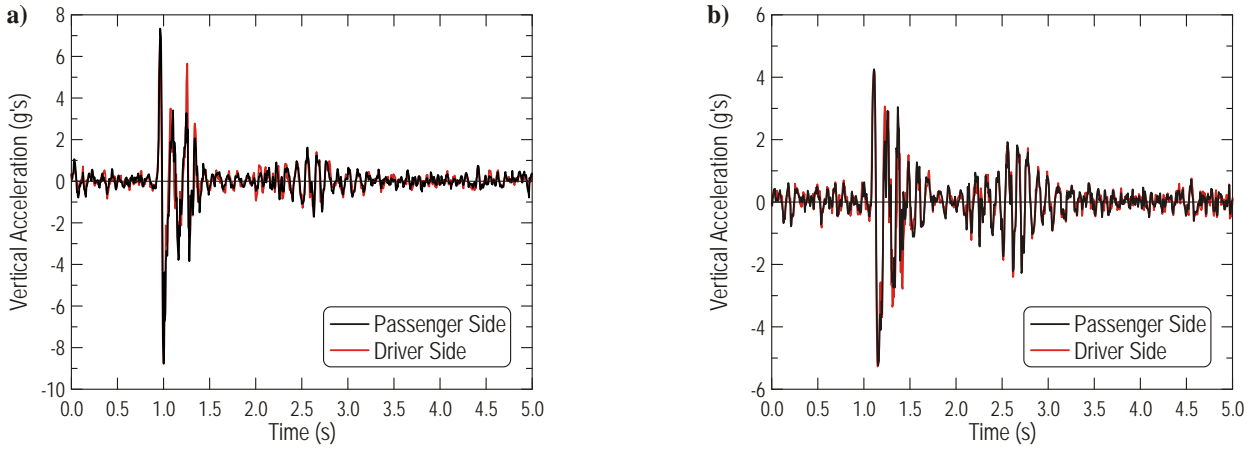 a)
8
6
4
2
0
-2
-4
-6
-8
-10
Vertical Acceleration (g's)
Passenger Side
Driver Side
0.0 0.5 1.0 1.5 2.0 2.5 3.0 3.5 4.0 4.5 5.0
Time (s)
b)
6
4
2
0
-2
-4
-6
Vertical Acceleration (g's)
Passenger Side
Driver Side
0.0 0.5 1.0 1.5 2.0 2.5 3.0 3.5 4.0 4.5 5.0
Time (s)